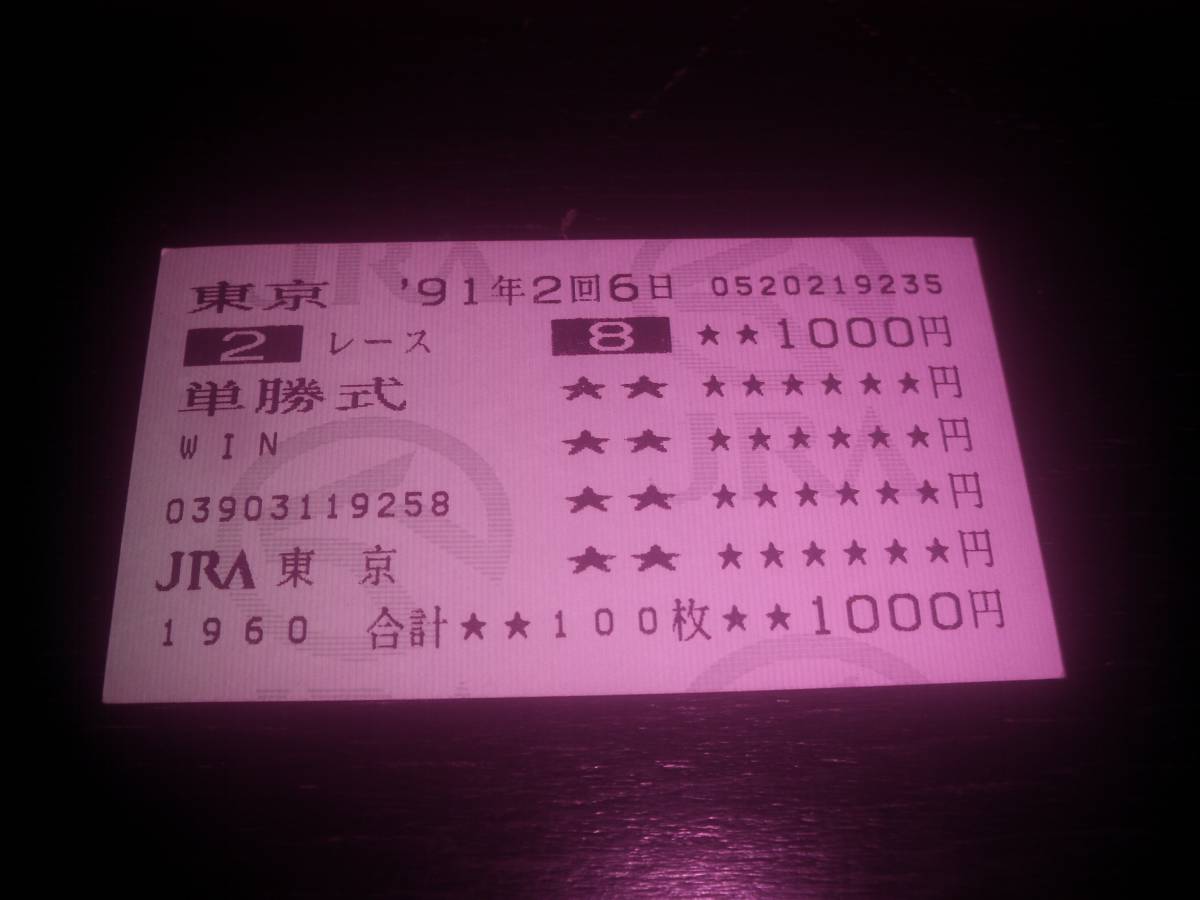 東京 '91年2回6日 0520219235
2 レース 8 ★★1000円
単勝式 ★★ ★★★★★★円
WIN ★★ ★★★★★★円
03903119258 ★★ ★★★★★★円
JRA 東京 ★★ ★★★★★★円
1960 合計★★100枚★★1000円